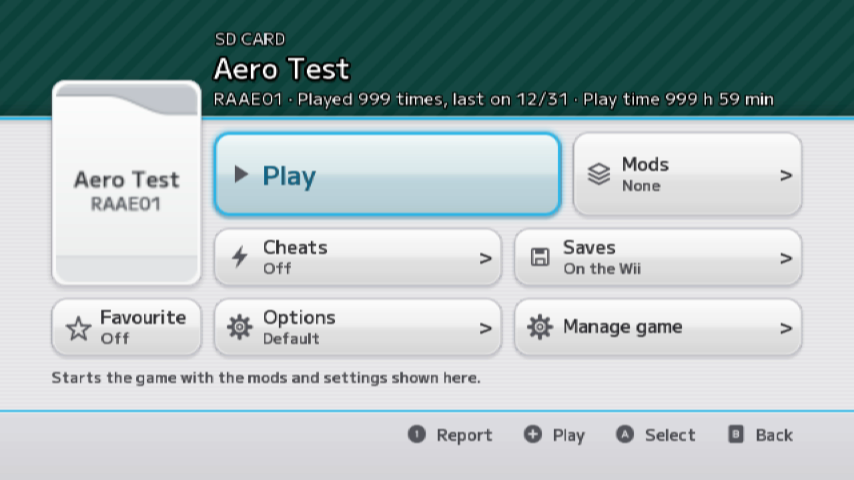 SD CARD
Aero Test
RAAE01 · Played 999 times, last on 12/31 · Play time 999 h 59 min
Aero Test
RAAE01
Play
Mods
None
>
Cheats
Off
>
Saves
On the Wii
>
Favourite
Off
Options
Default
>
Manage game
>
Starts the game with the mods and settings shown here.
1 Report
+ Play
A Select
B Back